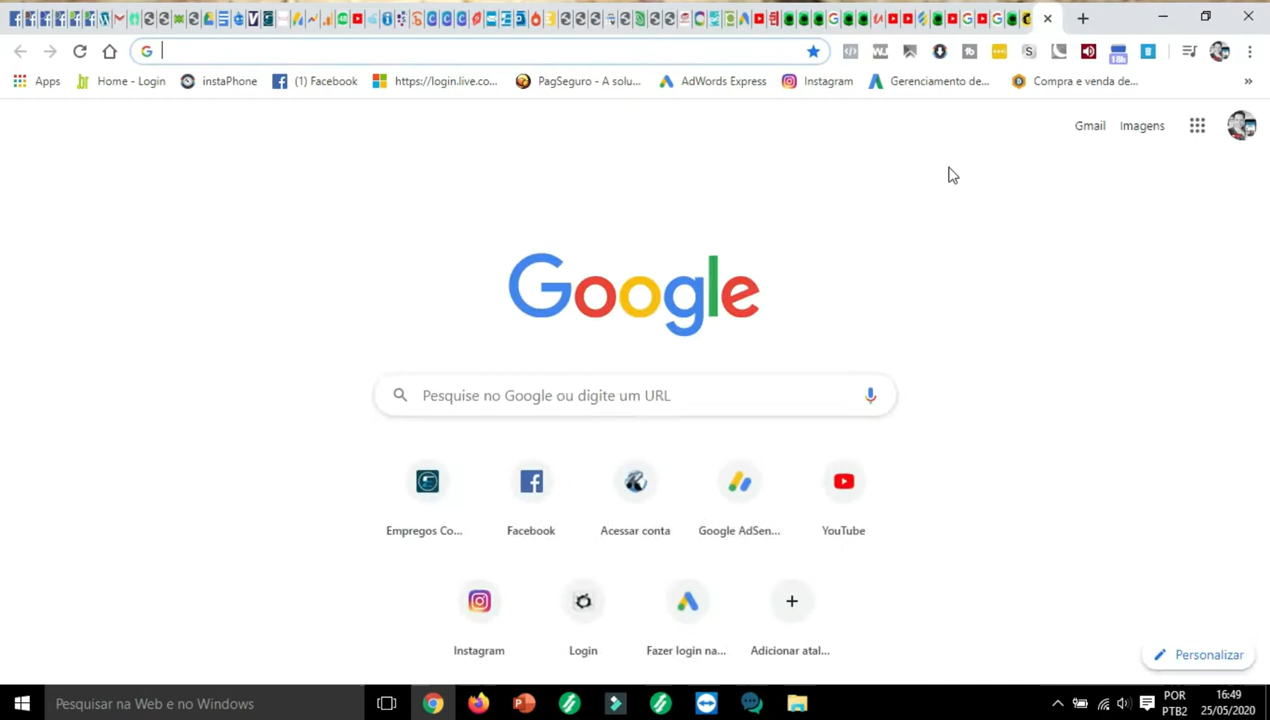 Apps
Home - Login
instaPhone
(1) Facebook
https://login.live.co...
PagSeguro - A solu...
AdWords Express
Instagram
Gerenciamento de...
Compra e venda de...
»
18h
Gmail
Imagens
Google
Pesquise no Google ou digite um URL
Empregos Co...
Facebook
Acessar conta
Google AdSen...
YouTube
Instagram
Login
Fazer login na...
Adicionar atal...
Personalizar
Pesquisar na Web e no Windows
POR
PTB2
16:49
25/05/2020